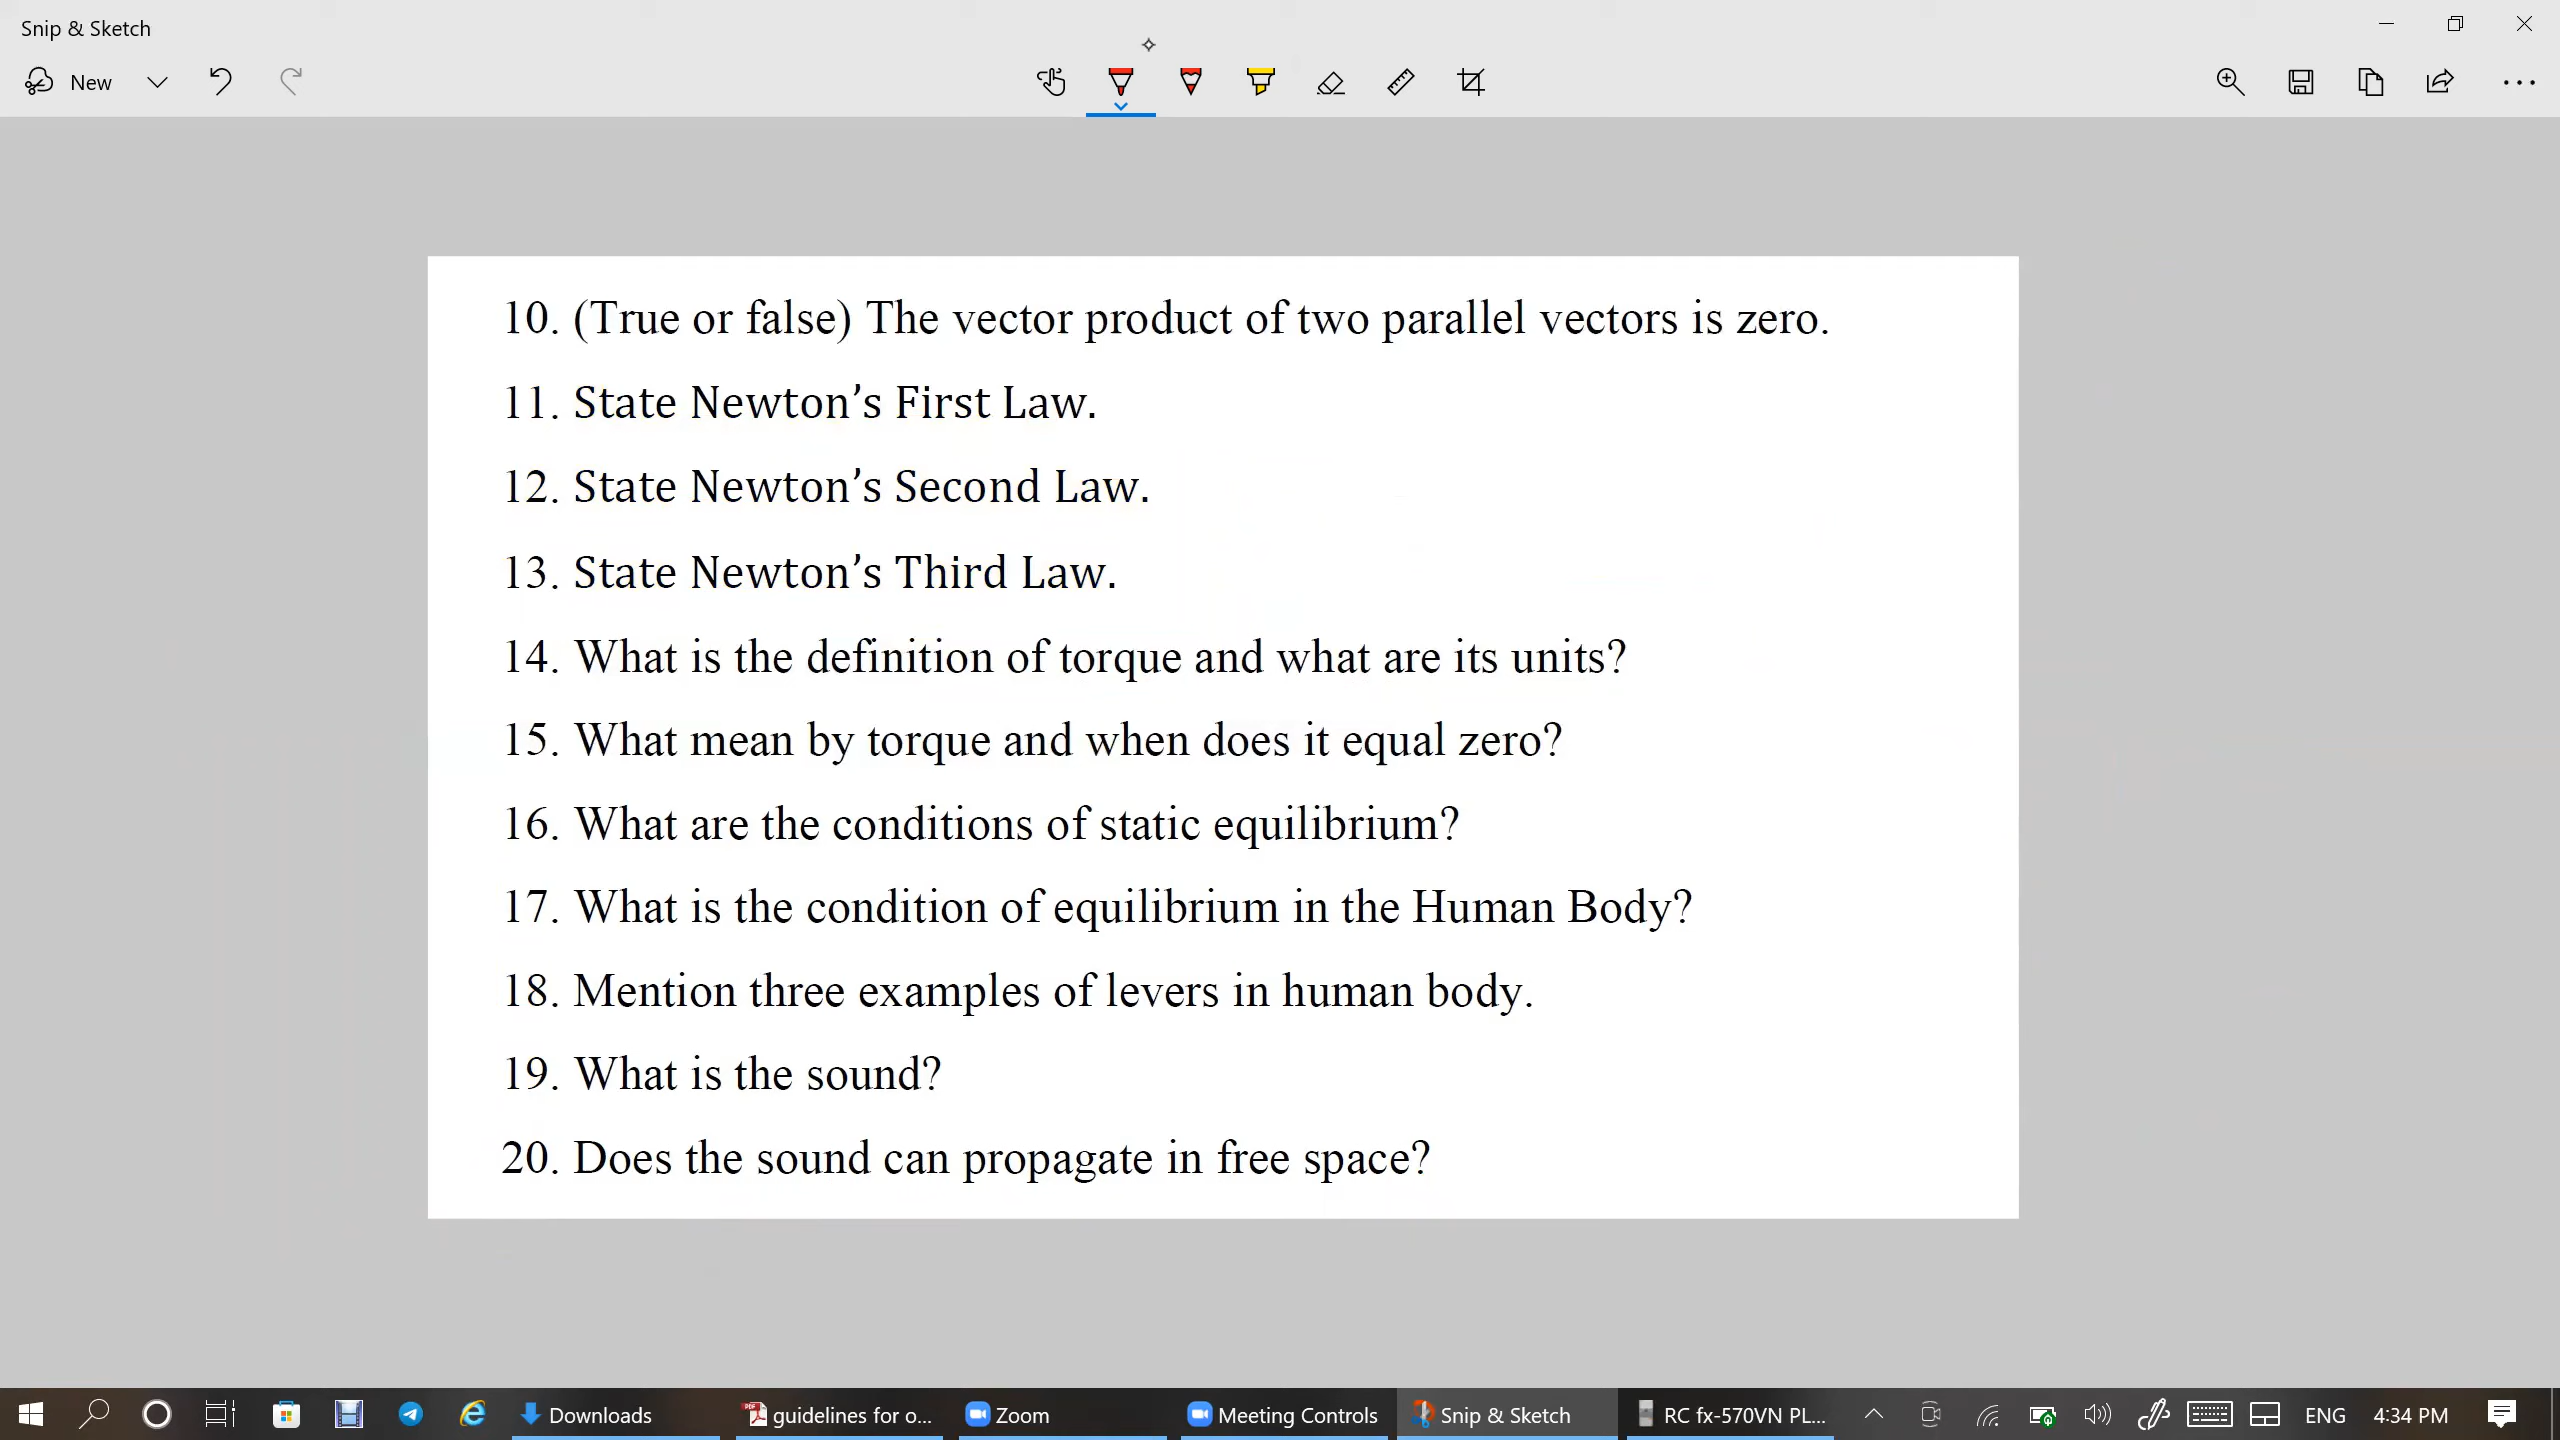 Snip & Sketch
New
10. (True or false) The vector product of two parallel vectors is zero.
11. State Newton’s First Law.
12. State Newton’s Second Law.
13. State Newton’s Third Law.
14. What is the definition of torque and what are its units?
15. What mean by torque and when does it equal zero?
16. What are the conditions of static equilibrium?
17. What is the condition of equilibrium in the Human Body?
18. Mention three examples of levers in human body.
19. What is the sound?
20. Does the sound can propagate in free space?
Downloads guidelines for o... Zoom Meeting Controls Snip & Sketch RC fx-570VN PL... ENG 4:34 PM